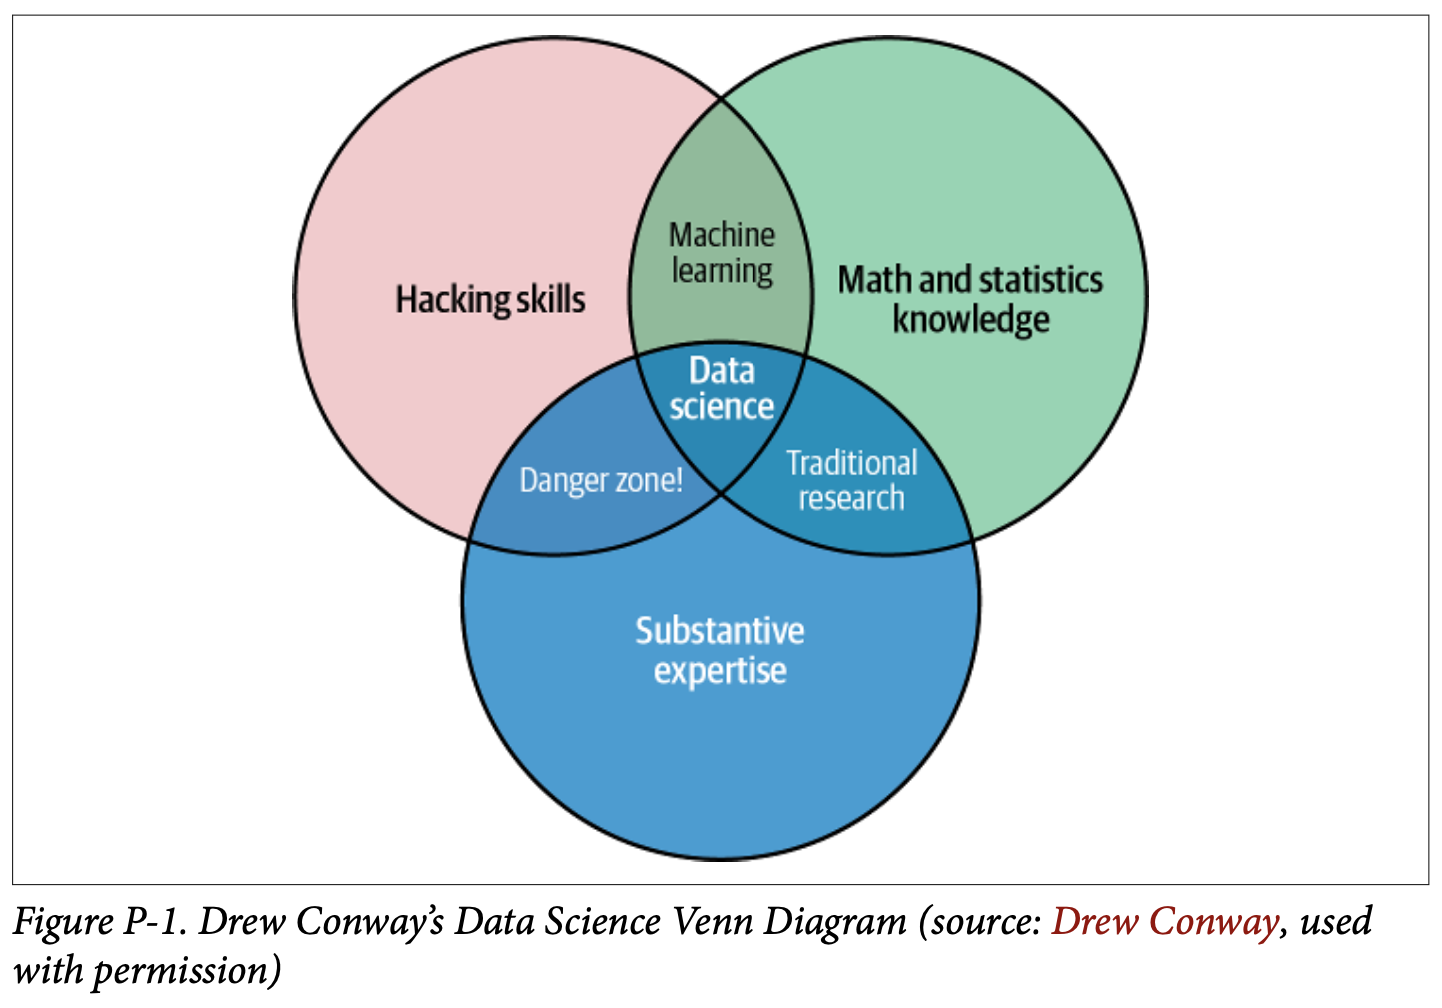 Machine
learning
Hacking skills
Math and statistics
knowledge
Data
science
Danger zone!
Traditional
research
Substantive
expertise
Figure P-1. Drew Conway’s Data Science Venn Diagram (source: Drew Conway, used
with permission)